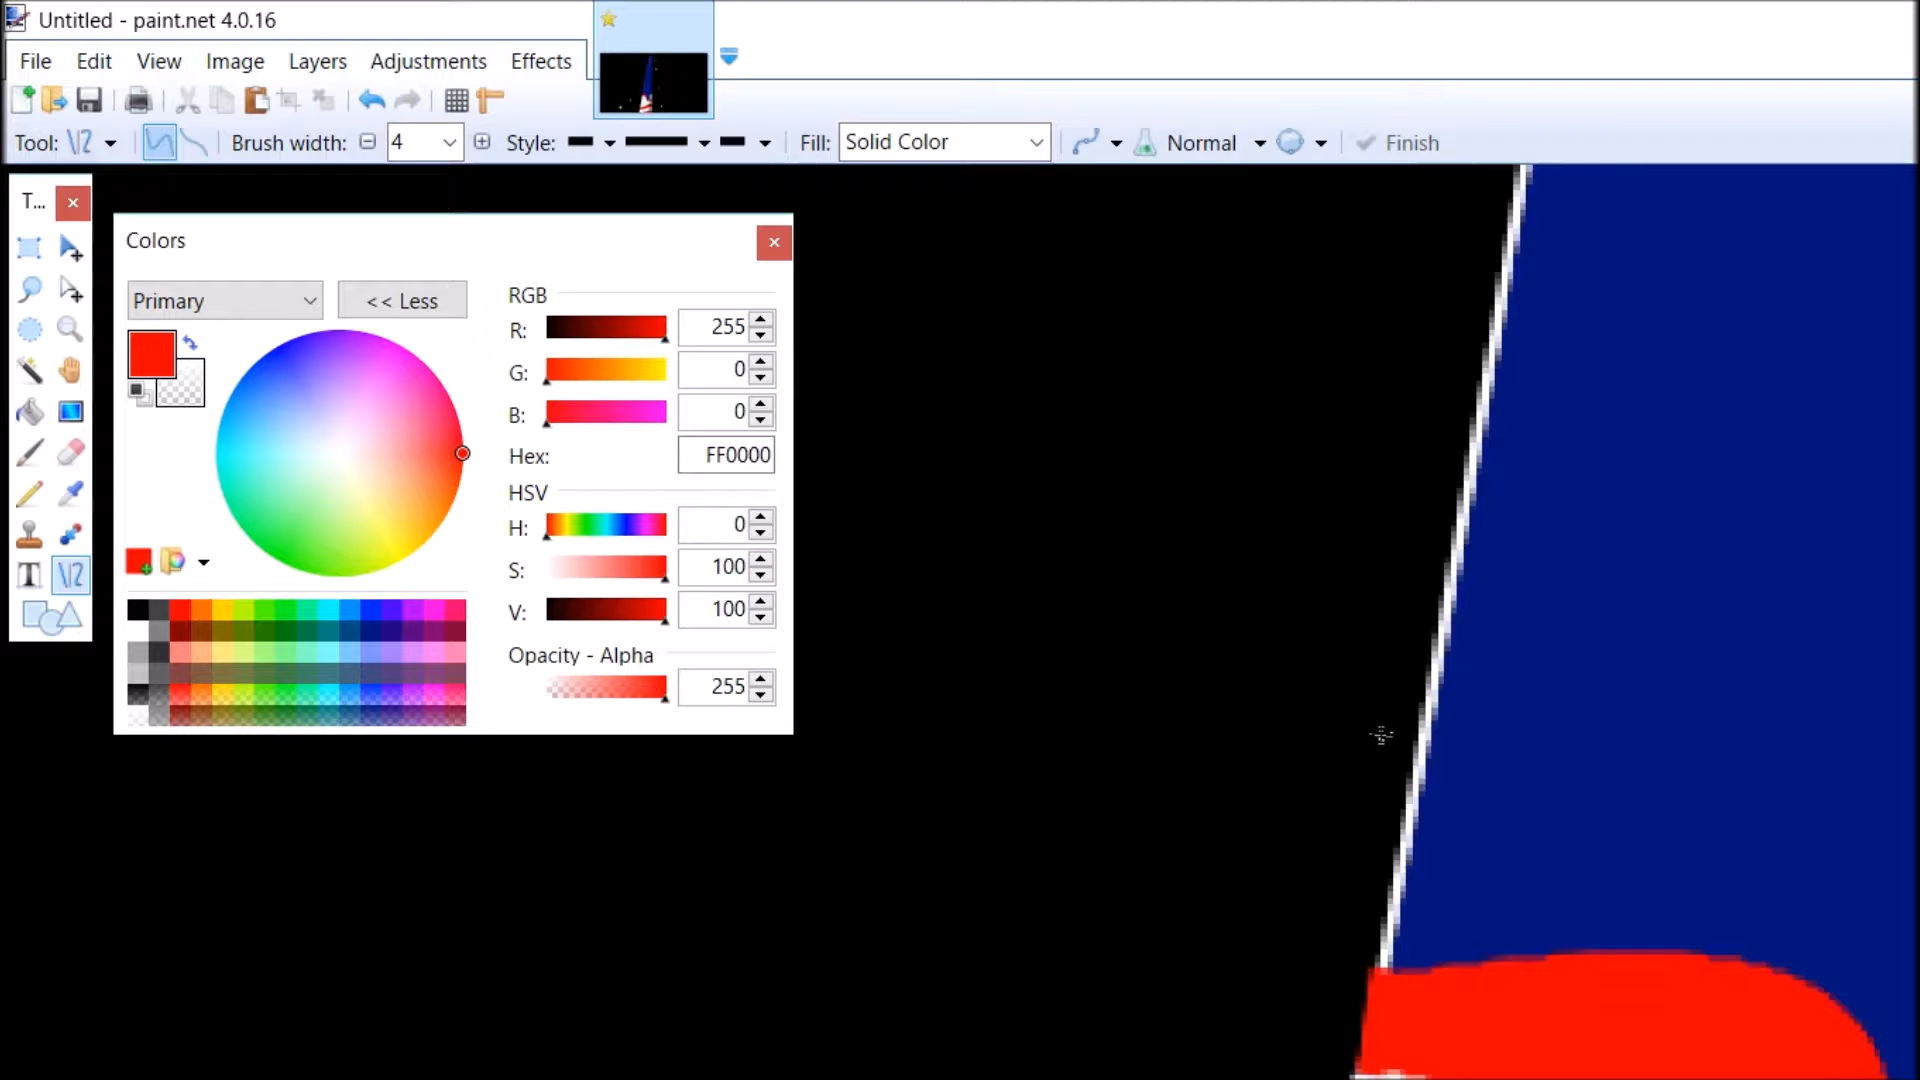 Untitled - paint.net 4.0.16
File Edit View Image Layers Adjustments Effects
Tool: Brush width: 4 Style: Fill: Solid Color Normal Finish
T...
Colors
Primary << Less
RGB
R: 255
G: 0
B: 0
Hex: FF0000
HSV
H: 0
S: 100
V: 100
Opacity - Alpha
255